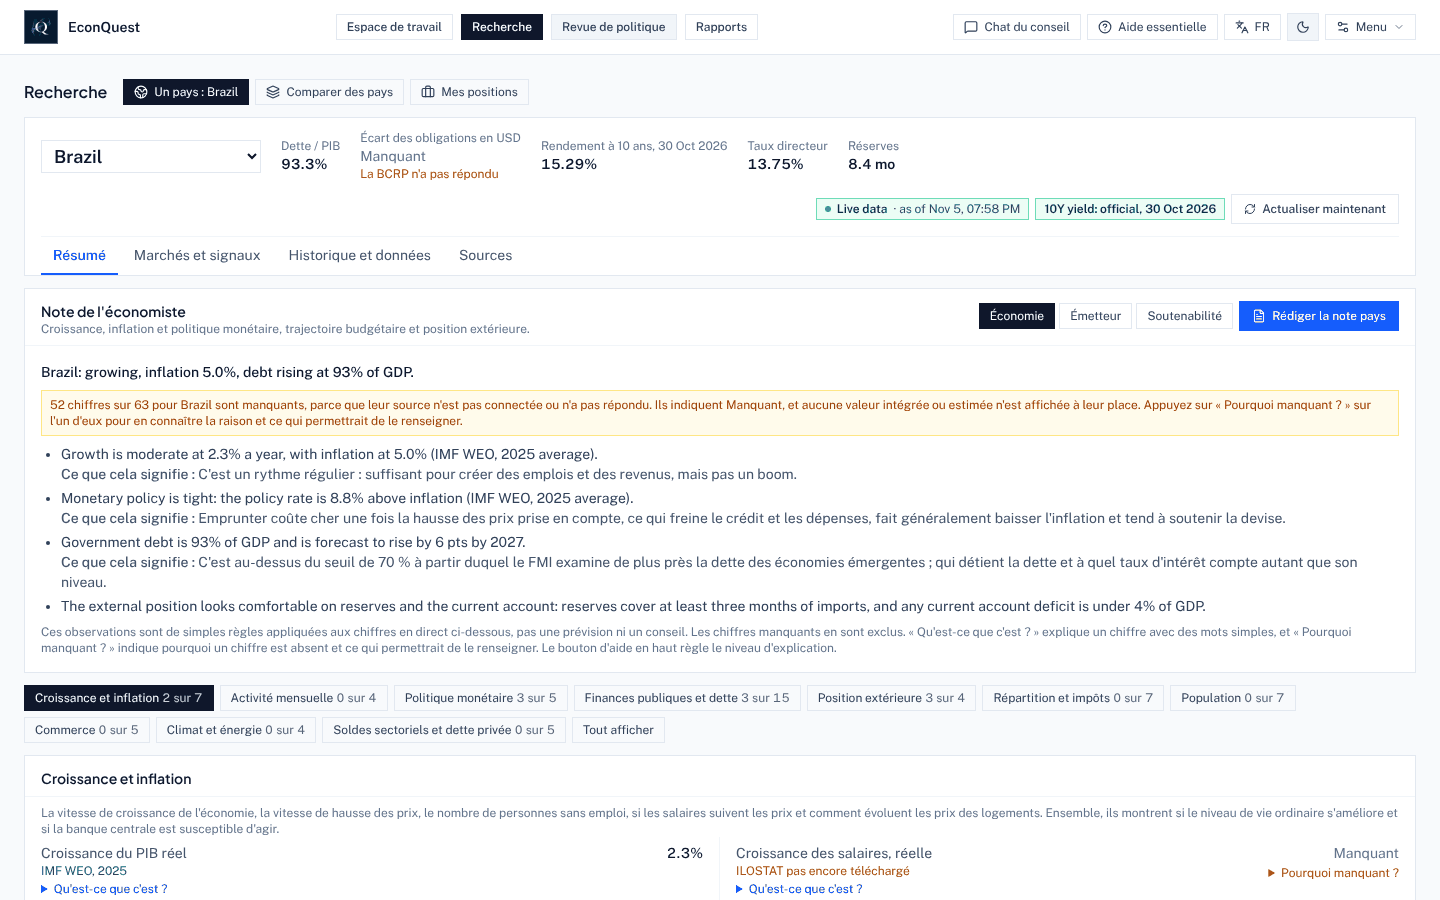 EconQuest
Espace de travail
Recherche
Revue de politique
Rapports
Chat du conseil
Aide essentielle
FR
Menu
Recherche
Un pays : Brazil
Comparer des pays
Mes positions
Brazil
Dette / PIB
93.3%
Écart des obligations en USD
Manquant
La BCRP n'a pas répondu
Rendement à 10 ans, 30 Oct 2026
15.29%
Taux directeur
13.75%
Réserves
8.4 mo
Live data · as of Nov 5, 07:58 PM
10Y yield: official, 30 Oct 2026
Actualiser maintenant
Résumé
Marchés et signaux
Historique et données
Sources
Note de l'économiste
Croissance, inflation et politique monétaire, trajectoire budgétaire et position extérieure.
Économie
Émetteur
Soutenabilité
Rédiger la note pays
Brazil: growing, inflation 5.0%, debt rising at 93% of GDP.
52 chiffres sur 63 pour Brazil sont manquants, parce que leur source n'est pas connectée ou n'a pas répondu. Ils indiquent Manquant, et aucune valeur intégrée ou estimée n'est affichée à leur place. Appuyez sur « Pourquoi manquant ? » sur
l'un d'eux pour en connaître la raison et ce qui permettrait de le renseigner.
• Growth is moderate at 2.3% a year, with inflation at 5.0% (IMF WEO, 2025 average).
Ce que cela signifie : C'est un rythme régulier : suffisant pour créer des emplois et des revenus, mais pas un boom.
• Monetary policy is tight: the policy rate is 8.8% above inflation (IMF WEO, 2025 average).
Ce que cela signifie : Emprunter coûte cher une fois la hausse des prix prise en compte, ce qui freine le crédit et les dépenses, fait généralement baisser l'inflation et tend à soutenir la devise.
• Government debt is 93% of GDP and is forecast to rise by 6 pts by 2027.
Ce que cela signifie : C'est au-dessus du seuil de 70 % à partir duquel le FMI examine de plus près la dette des économies émergentes ; qui détient la dette et à quel taux d'intérêt compte autant que son
niveau.
• The external position looks comfortable on reserves and the current account: reserves cover at least three months of imports, and any current account deficit is under 4% of GDP.
Ces observations sont de simples règles appliquées aux chiffres en direct ci-dessous, pas une prévision ni un conseil. Les chiffres manquants en sont exclus. « Qu'est-ce que c'est ? » explique un chiffre avec des mots simples, et « Pourquoi
manquant ? » indique pourquoi un chiffre est absent et ce qui permettrait de le renseigner. Le bouton d'aide en haut règle le niveau d'explication.
Croissance et inflation 2 sur 7
Activité mensuelle 0 sur 4
Politique monétaire 3 sur 5
Finances publiques et dette 3 sur 15
Position extérieure 3 sur 4
Répartition et impôts 0 sur 7
Population 0 sur 7
Commerce 0 sur 5
Climat et énergie 0 sur 4
Soldes sectoriels et dette privée 0 sur 5
Tout afficher
Croissance et inflation
La vitesse de croissance de l'économie, la vitesse de hausse des prix, le nombre de personnes sans emploi, si les salaires suivent les prix et comment évoluent les prix des logements. Ensemble, ils montrent si le niveau de vie ordinaire s'améliore et
si la banque centrale est susceptible d'agir.
Croissance du PIB réel
2.3%
IMF WEO, 2025
Qu'est-ce que c'est ?
Croissance des salaires, réelle
Manquant
ILOSTAT pas encore téléchargé
Pourquoi manquant ?
Qu'est-ce que c'est ?